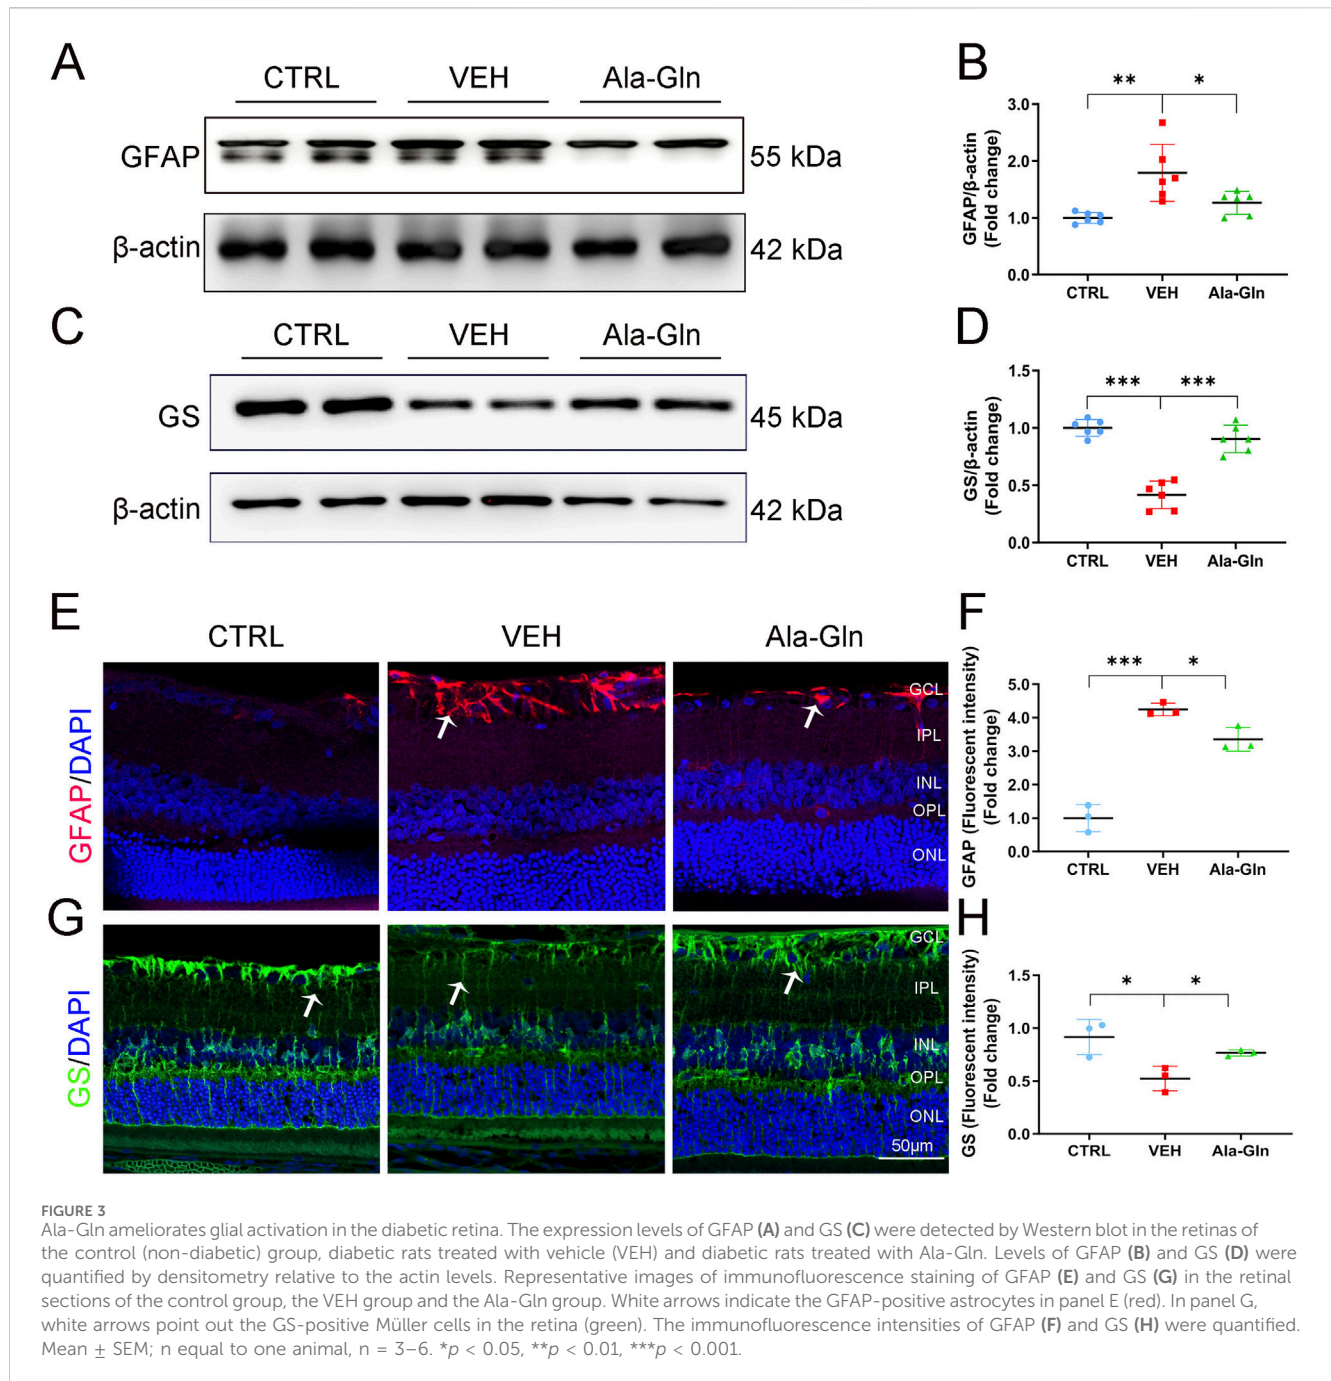 A
CTRL VEH Ala-Gln
GFAP 55 kDa
β-actin 42 kDa
B
** *
GFAP/β-actin
(Fold change)
3.0
2.0
1.0
0.0
CTRL VEH Ala-Gln
C
CTRL VEH Ala-Gln
GS 45 kDa
β-actin 42 kDa
D
*** ***
GS/β-actin
(Fold change)
1.5
1.0
0.5
0.0
CTRL VEH Ala-Gln
E
CTRL VEH Ala-Gln
GFAP/DAPI
GCL
IPL
INL
OPL
ONL
F
*** *
GFAP (Fluorescent intensity)
(Fold change)
5.0
4.0
3.0
2.0
1.0
0.0
CTRL VEH Ala-Gln
G
GS/DAPI
GCL
IPL
INL
OPL
ONL
50μm
H
* *
GS (Fluorescent intensity)
(Fold change)
1.5
1.0
0.5
0.0
CTRL VEH Ala-Gln
FIGURE 3
Ala-Gln ameliorates glial activation in the diabetic retina. The expression levels of GFAP (A) and GS (C) were detected by Western blot in the retinas of
the control (non-diabetic) group, diabetic rats treated with vehicle (VEH) and diabetic rats treated with Ala-Gln. Levels of GFAP (B) and GS (D) were
quantified by densitometry relative to the actin levels. Representative images of immunofluorescence staining of GFAP (E) and GS (G) in the retinal
sections of the control group, the VEH group and the Ala-Gln group. White arrows indicate the GFAP-positive astrocytes in panel E (red). In panel G,
white arrows point out the GS-positive Müller cells in the retina (green). The immunofluorescence intensities of GFAP (F) and GS (H) were quantified.
Mean ± SEM; n equal to one animal, n = 3–6. *p < 0.05, **p < 0.01, ***p < 0.001.